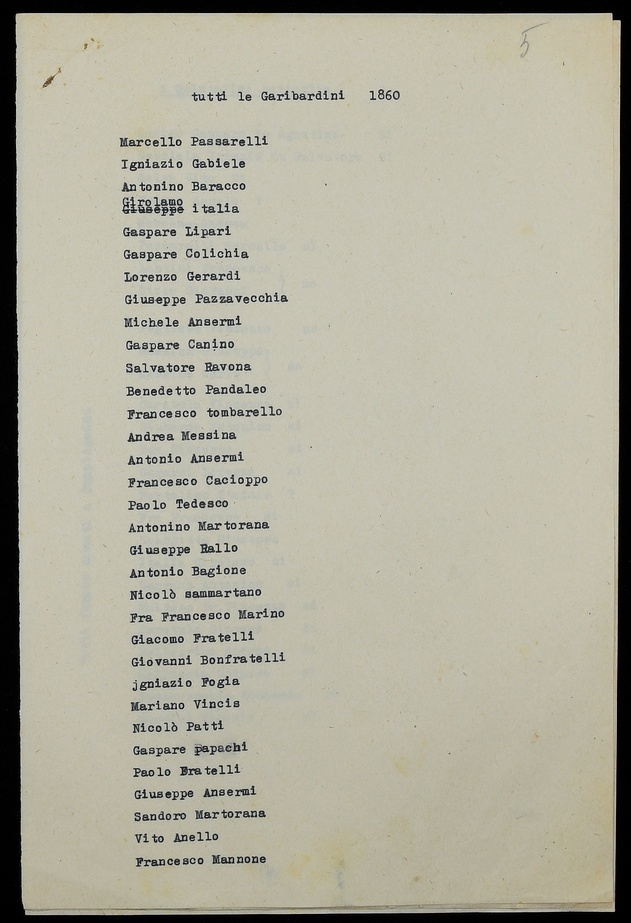 5
tutti le Garibardini 1860
Marcello Passarelli
Igniazio Gabiele
Antonino Baracco
Girolamo
Giuseppe italia
Gaspare Lipari
Gaspare Colichia
Lorenzo Gerardi
Giuseppe Pazzavecchia
Michele Ansermi
Gaspare Canino
Salvatore Ravona
Benedetto Pandaleo
Francesco tombarello
Andrea Messina
Antonio Ansermi
Francesco Cacioppo
Paolo Tedesco
Antonino Martorana
Giuseppe Rallo
Antonio Bagione
Nicolò sammartano
Fra Francesco Marino
Giacomo Fratelli
Giovanni Bonfratelli
jgniazio Fogia
Mariano Vincis
Nicolò Patti
Gaspare papachi
Paolo Fratelli
Giuseppe Ansermi
Sandoro Martorana
Vito Anello
Francesco Mannone